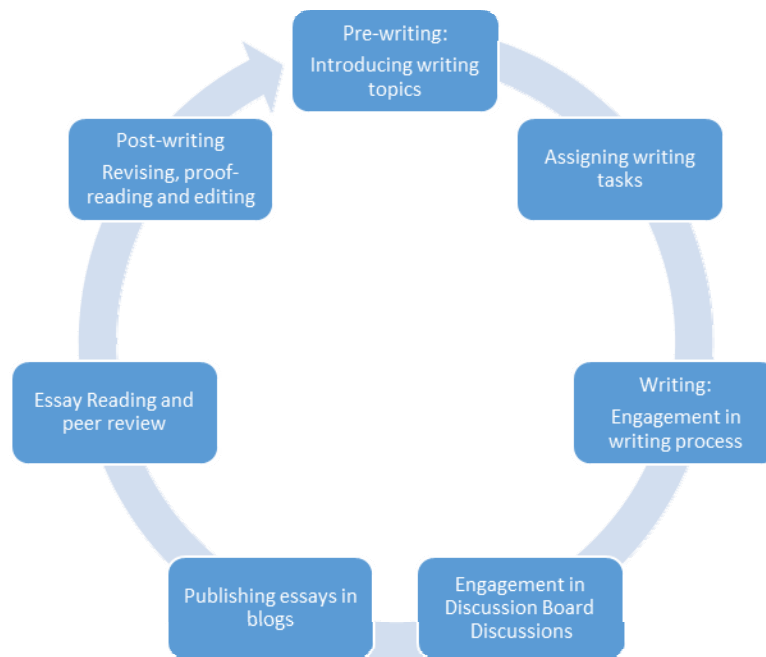 Pre-writing:
Introducing writing
topics
Assigning writing
tasks
Writing:
Engagement in
writing process
Engagement in
Discussion Board
Discussions
Publishing essays in
blogs
Essay Reading and
peer review
Post-writing
Revising, proof-
reading and editing